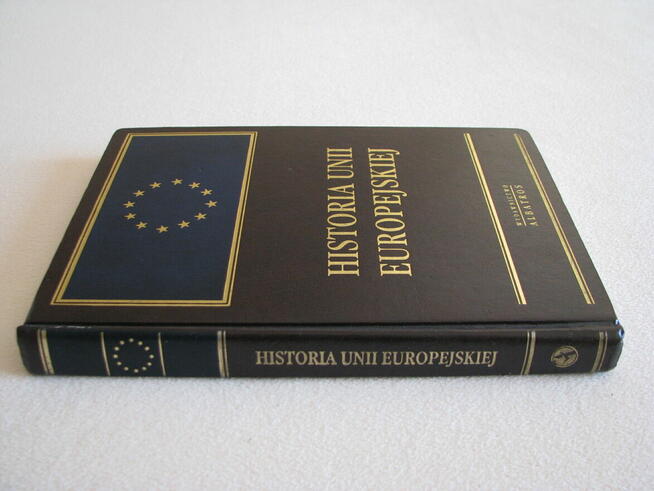 HISTORIA UNII
EUROPEJSKIEJ
WYDAWNICTWO
ALBATROS
HISTORIA UNII EUROPEJSKIEJ